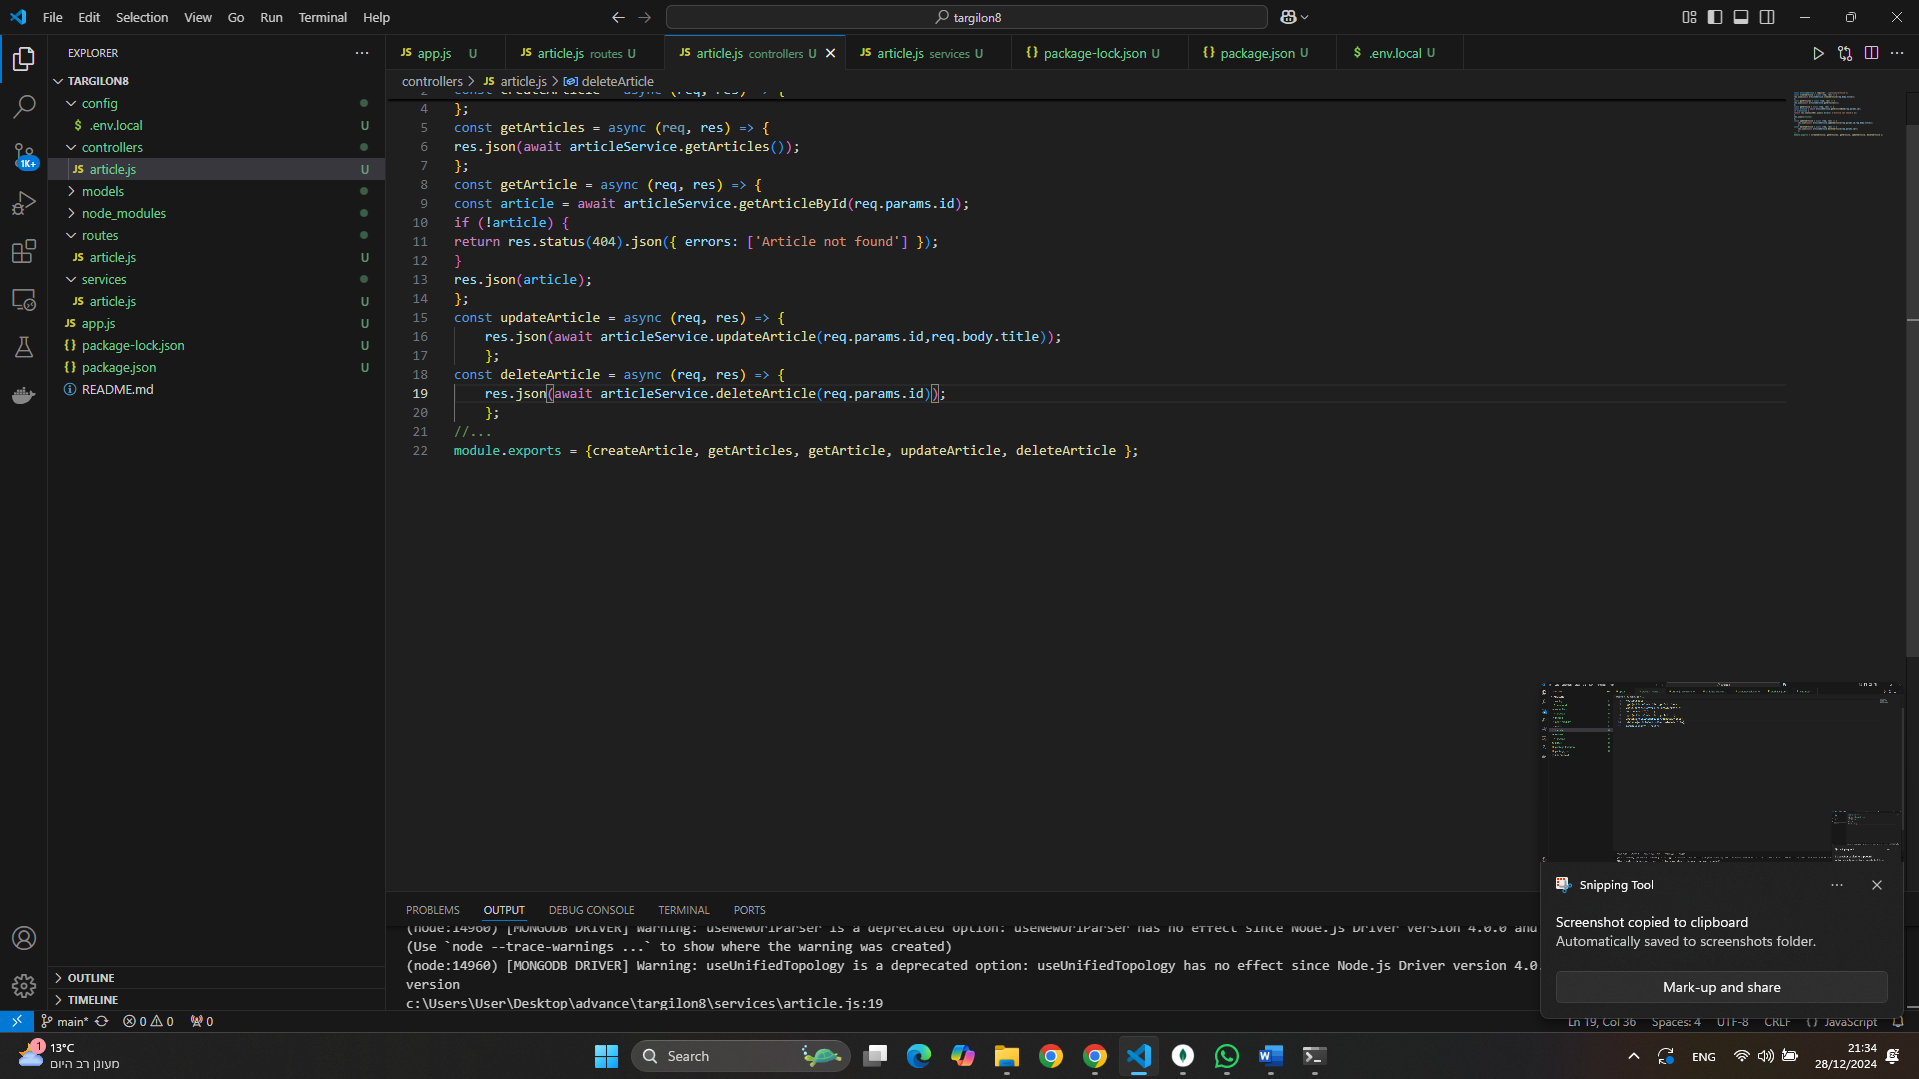 File Edit Selection View Go Run Terminal Help
targilon8
EXPLORER
TARGILON8
config
$ .env.local U
controllers
JS article.js U
models
node_modules
routes
JS article.js U
services
JS article.js U
JS app.js U
{} package-lock.json U
{} package.json U
README.md
OUTLINE
TIMELINE
1K+
JS app.js U
JS article.js routes U
JS article.js controllers U
JS article.js services U
{} package-lock.json U
{} package.json U
$ .env.local U
controllers > JS article.js > deleteArticle
2 const createArticle = async (req, res) => {
4 };
5 const getArticles = async (req, res) => {
6 res.json(await articleService.getArticles());
7 };
8 const getArticle = async (req, res) => {
9 const article = await articleService.getArticleById(req.params.id);
10 if (!article) {
11 return res.status(404).json({ errors: ['Article not found'] });
12 }
13 res.json(article);
14 };
15 const updateArticle = async (req, res) => {
16 res.json(await articleService.updateArticle(req.params.id,req.body.title));
17 };
18 const deleteArticle = async (req, res) => {
19 res.json(await articleService.deleteArticle(req.params.id));
20 };
21 //...
22 module.exports = {createArticle, getArticles, getArticle, updateArticle, deleteArticle };
PROBLEMS OUTPUT DEBUG CONSOLE TERMINAL PORTS
(node:14960) [MONGODB DRIVER] Warning: useNewUrlParser is a deprecated option: useNewUrlParser has no effect since Node.js Driver version 4.0.0 and
(Use `node --trace-warnings ...` to show where the warning was created)
(node:14960) [MONGODB DRIVER] Warning: useUnifiedTopology is a deprecated option: useUnifiedTopology has no effect since Node.js Driver version 4.0.
version
c:\Users\User\Desktop\advance\targilon8\services\article.js:19
Snipping Tool
Screenshot copied to clipboard
Automatically saved to screenshots folder.
Mark-up and share
main* 0 0 0
Ln 19, Col 36 Spaces: 4 UTF-8 CRLF {} JavaScript
1
13°C
מעונן רב היום
Search
ENG
21:34
28/12/2024